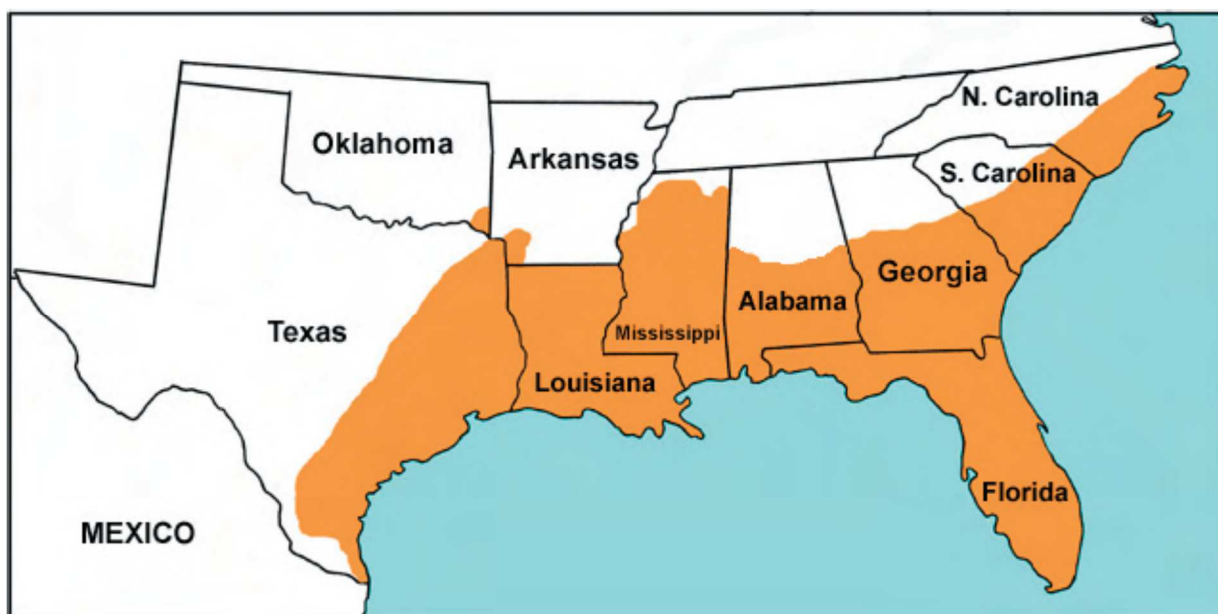 N. Carolina
Oklahoma
Arkansas
S. Carolina
Georgia
Alabama
Texas
Mississippi
Louisiana
Florida
MEXICO